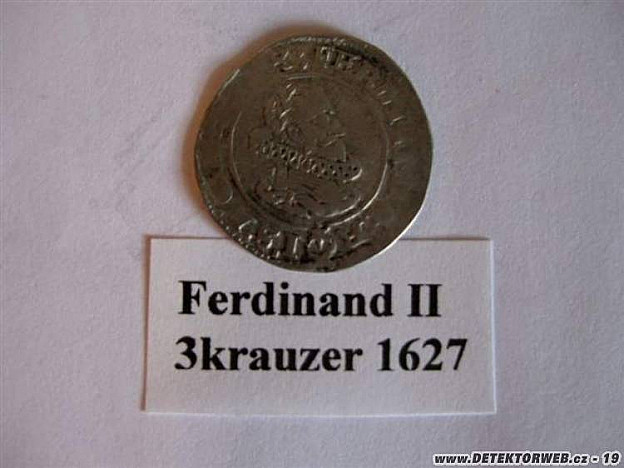 Ferdinand II
3krauzer 1627
www.DETEKTORWEB.cz - 19